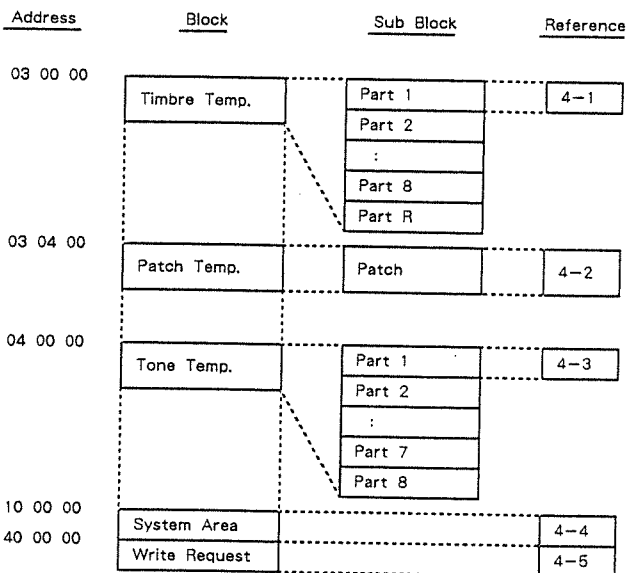 Address Block Sub Block Reference
03 00 00
Timbre Temp. Part 1 4-1
Part 2
:
Part 8
Part R
03 04 00
Patch Temp. Patch 4-2
04 00 00
Tone Temp. Part 1 4-3
Part 2
:
Part 7
Part 8
10 00 00
System Area 4-4
40 00 00
Write Request 4-5